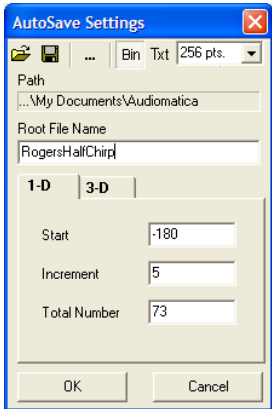 AutoSave Settings
... Bin Txt 256 pts.
Path
...\My Documents\Audiomatica
Root File Name
RogersHalfChirp
1-D 3-D
Start -180
Increment 5
Total Number 73
OK Cancel